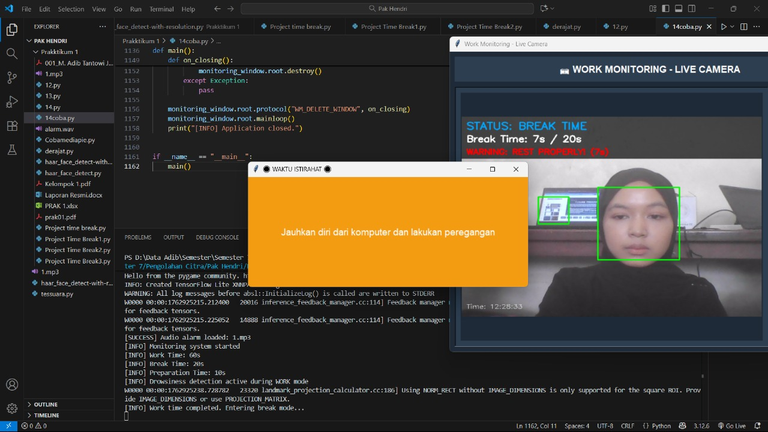 File Edit Selection View Go Run Terminal Help
Pak Hendri
EXPLORER
PAK HENDRI
Prakktikum 1
001_M. Adib Tantowi J...
1.mp3
12.py
13.py
14.py
14coba.py
alarm.wav
Cobamediapie.py
derajat.py
haar_face_detect-with...
haar_face_detect-with...
Kelompok 1.pdf
Laporan Resmi.docx
PRAK 1.xlsx
prak01.pdf
Project time break.py
Project Time Break1.py
Project Time Break2.py
Project Time Break3.py
1.mp3
haar_face_detect-with-r...
tessuara.py
OUTLINE
TIMELINE
_face_detect-with-resolution.py Prakktikum 1
Project time break.py
Project Time Break1.py
Project Time Break2.py
derajat.py
12.py
14coba.py
Prakktikum 1 > 14coba.py > ...
1136 def main():
1149 def on_closing():
1152 monitoring_window.root.destroy()
except Exception:
pass
1156
monitoring_window.root.protocol("WM_DELETE_WINDOW", on_closing)
1157 monitoring_window.root.mainloop()
1158 print("[INFO] Application closed.")
1159
1160
1161 if __name__ == "__main__":
1162 main()
Work Monitoring - Live Camera
WORK MONITORING - LIVE CAMERA
STATUS: BREAK TIME
Break Time: 7s / 20s
WARNING: REST PROPERLY! (7s)
Time: 12:28:33
WAKTU ISTIRAHAT
Jauhkan diri dari komputer dan lakukan peregangan
PROBLEMS OUTPUT DEBUG CONSOLE
PS D:\Data Adib\Semester\Semester
ter 7/Pengolahan Citra/Pak Hendri/
Hello from the pygame community. h
INFO: Created TensorFlow Lite XNNP
WARNING: All log messages before absl::InitializeLog() is called are written to STDERR
W0000 00:00:1762925215.212400 20016 inference_feedback_manager.cc:114] Feedback manager
for feedback tensors.
W0000 00:00:1762925215.225052 14888 inference_feedback_manager.cc:114] Feedback manager
for feedback tensors.
[SUCCESS] Audio alarm loaded: 1.mp3
[INFO] Monitoring system started
[INFO] Work Time: 60s
[INFO] Break Time: 20s
[INFO] Preparation Time: 10s
[INFO] Drowsiness detection active during WORK mode
W0000 00:00:1762925238.728782 23320 landmark_projection_calculator.cc:186] Using NORM_RECT without IMAGE_DIMENSIONS is only supported for the square ROI. Prov
ide IMAGE_DIMENSIONS or use PROJECTION_MATRIX.
[INFO] Work time completed. Entering break mode...
0 0
Ln 1162, Col 11 Spaces: 4 UTF-8 CRLF Python 3.12.6 Go Live